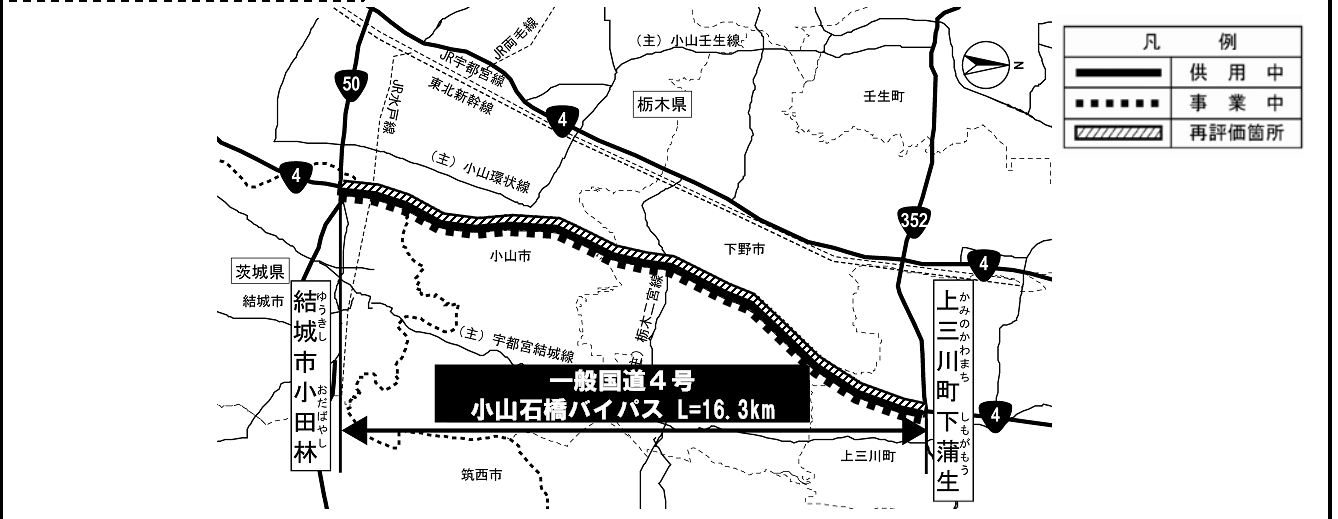 凡　例
供用中
事業中
再評価箇所
N
JR両毛線
(主)小山壬生線
JR宇都宮線
東北新幹線
50
JR水戸線
4
栃木県
壬生町
(主)小山環状線
4
352
小山市
下野市
4
茨城県
結城市
結城市小田林
ゆうきし
おだばやし
栃木二宮線
(主)宇都宮結城線
上三川町下蒲生
かみのかわまち
しもがもう
一般国道4号
小山石橋バイパス L=16.3km
4
上三川町
筑西市